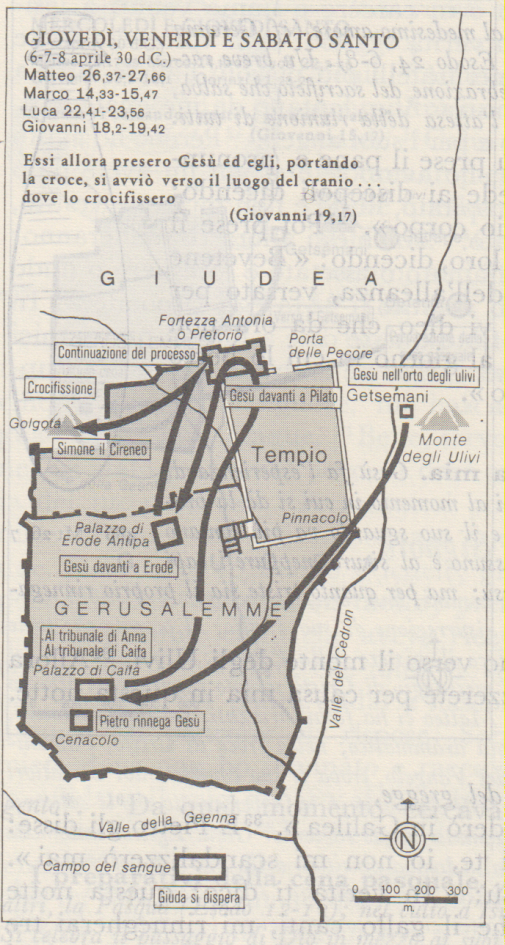 GIOVEDÌ, VENERDÌ E SABATO SANTO
(6-7-8 aprile 30 d.C.)
Matteo 26,37-27,66
Marco 14,33-15,47
Luca 22,41-23,56
Giovanni 18,2-19,42
Essi allora presero Gesù ed egli, portando
la croce, si avviò verso il luogo del cranio . . .
dove lo crocifissero
(Giovanni 19,17)
GIUDEA
Fortezza Antonia
o Pretorio
Porta
delle Pecore
Continuazione del processo
Gesù nell'orto degli ulivi
Crocifissione
Gesù davanti a Pilato
Getsemani
Golgota
Monte
degli Ulivi
Simone il Cireneo
Tempio
Pinnacolo
Palazzo di
Erode Antipa
Gesù davanti a Erode
GERUSALEMME
Al tribunale di Anna
Al tribunale di Caifa
Palazzo di Caifa
Valle del Cedron
Pietro rinnega Gesù
Cenacolo
Valle della Geenna
N
Campo del sangue
Giuda si dispera
0 100 200 300
m.